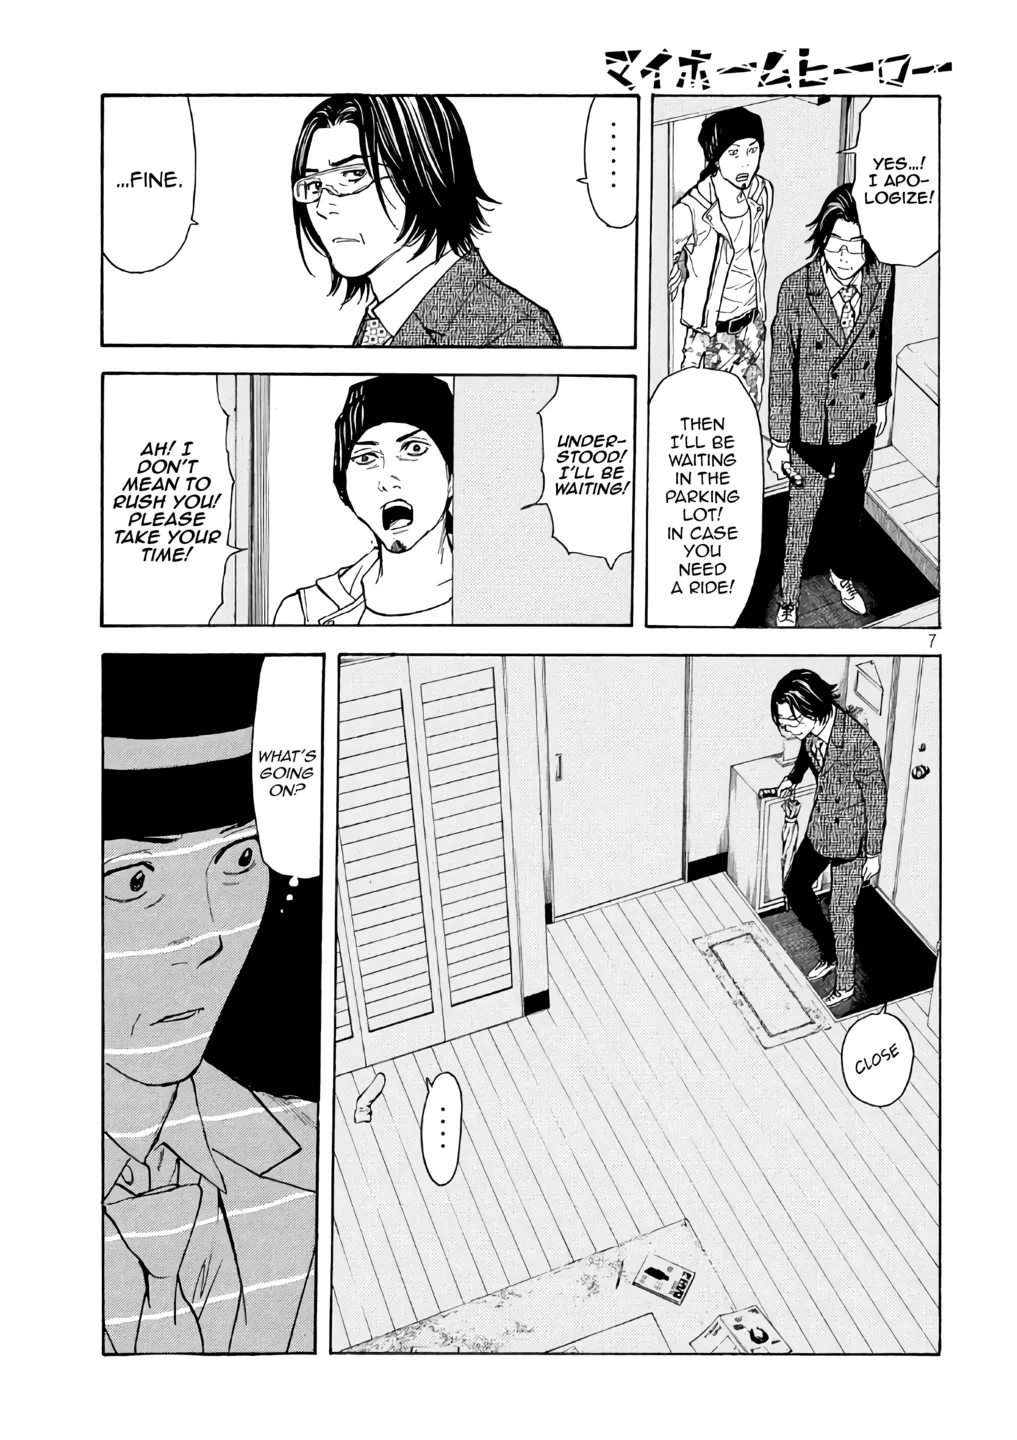 マイホームヒーロー
YES...!
I APO-
LOGIZE!
THEN
I'LL BE
WAITING
IN THE
PARKING
LOT!
IN CASE
YOU
NEED
A RIDE!
......
...FINE.
UNDER-
STOOD!
I'LL BE
WAITING!
AH! I
DON'T
MEAN TO
RUSH YOU!
PLEASE
TAKE YOUR
TIME!
7
CLOSE
....
WHAT'S
GOING
ON?